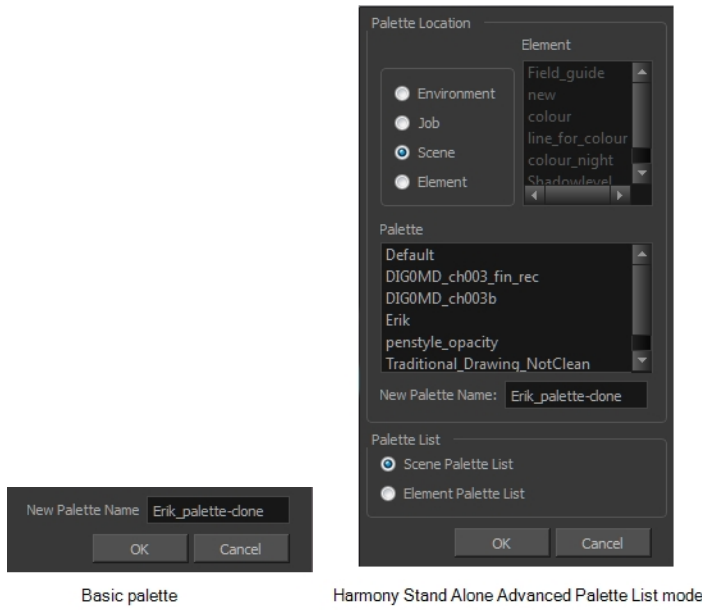 Palette Location
Element
Environment
Job
Scene
Element
Field_guide
new
colour
line_for_colour
colour_night
Shadowlevel
Palette
Default
DIG0MD_ch003_fin_rec
DIG0MD_ch003b
Erik
penstyle_opacity
Traditional_Drawing_NotClean
New Palette Name: Erik_palette-clone
Palette List
Scene Palette List
Element Palette List
OK Cancel
New Palette Name Erik_palette-clone
OK Cancel
Basic palette
Harmony Stand Alone Advanced Palette List mode